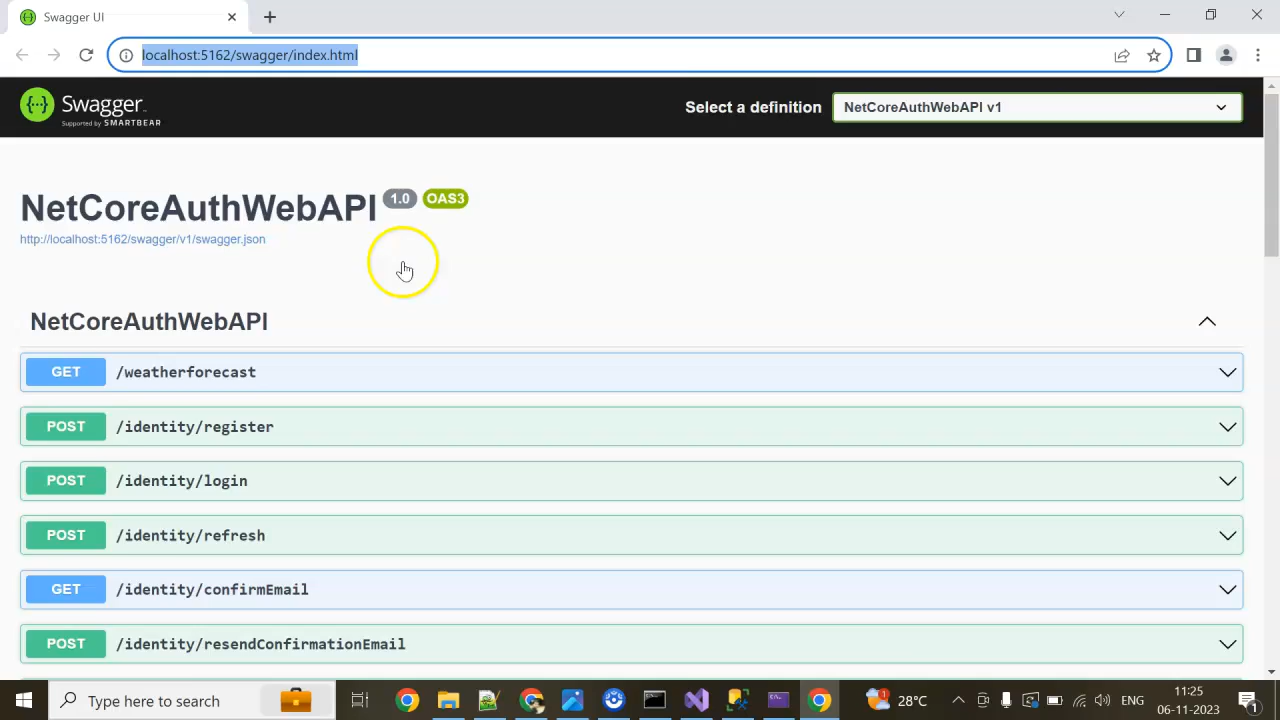 Swagger UI
localhost:5162/swagger/index.html
Swagger
Supported by SMARTBEAR
Select a definition
NetCoreAuthWebAPI v1
NetCoreAuthWebAPI 1.0 OAS3
http://localhost:5162/swagger/v1/swagger.json
NetCoreAuthWebAPI
GET /weatherforecast
POST /identity/register
POST /identity/login
POST /identity/refresh
GET /identity/confirmEmail
POST /identity/resendConfirmationEmail
Type here to search
1
28°C
ENG
11:25
06-11-2023
1